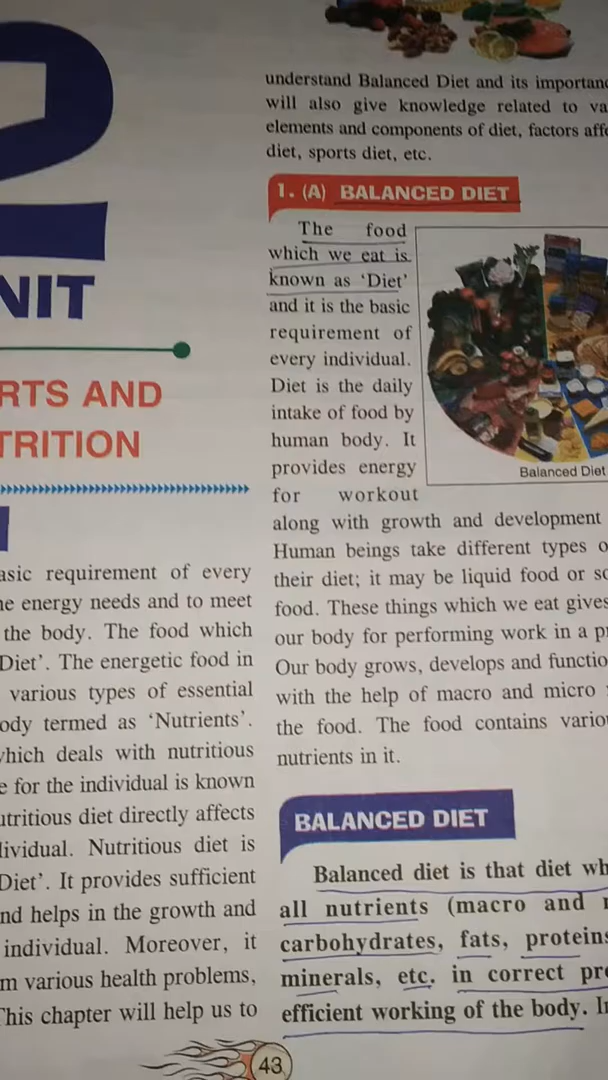 2
NIT
RTS AND
TRITION
asic requirement of every
energy needs and to meet
the body. The food which
Diet'. The energetic food in
various types of essential
ody termed as 'Nutrients'.
which deals with nutritious
e for the individual is known
utritious diet directly affects
dividual. Nutritious diet is
Diet'. It provides sufficient
nd helps in the growth and
individual. Moreover, it
m various health problems,
This chapter will help us to
understand Balanced Diet and its importanc
will also give knowledge related to va
elements and components of diet, factors affe
diet, sports diet, etc.
1. (A) BALANCED DIET
The food
which we eat is
known as 'Diet'
and it is the basic
requirement of
every individual.
Diet is the daily
intake of food by
human body. It
provides energy
for workout
Balanced Diet
along with growth and development
Human beings take different types o
their diet; it may be liquid food or so
food. These things which we eat gives
our body for performing work in a pr
Our body grows, develops and functio
with the help of macro and micro
the food. The food contains vario
nutrients in it.
BALANCED DIET
Balanced diet is that diet wh
all nutrients (macro and
carbohydrates, fats, proteins
minerals, etc. in correct pr
efficient working of the body. I
43